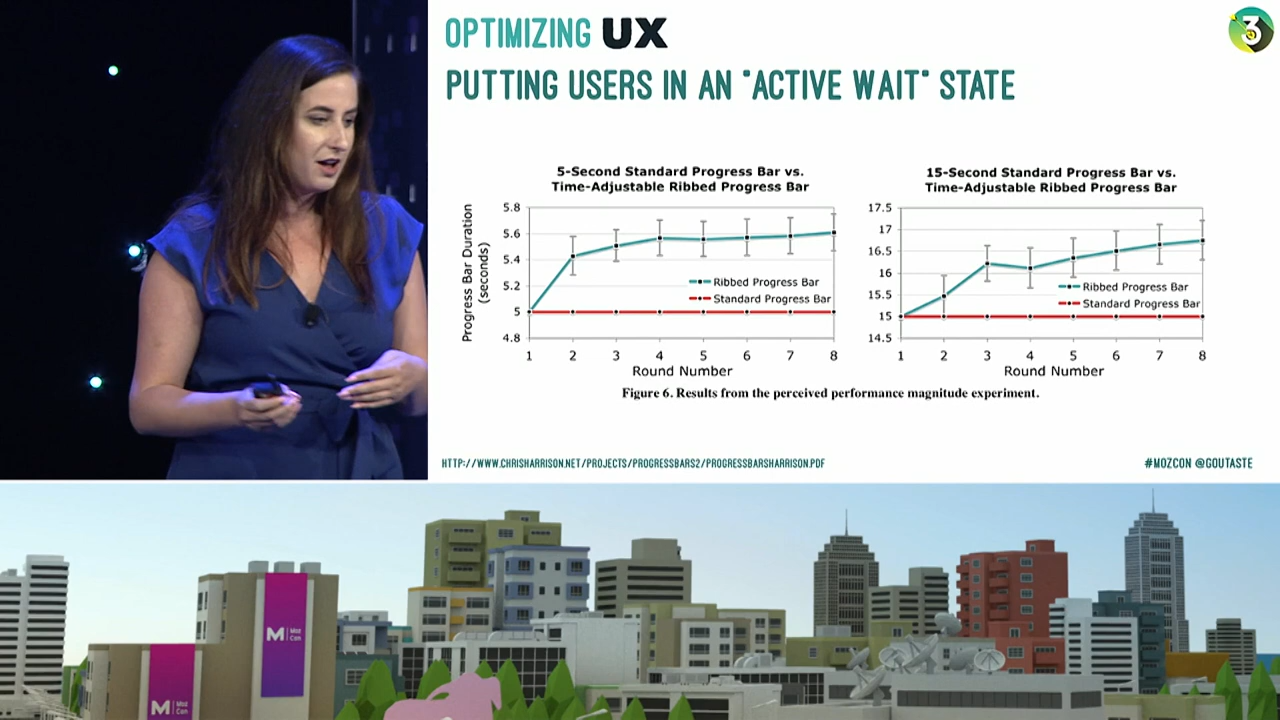 OPTIMIZING UX
3
PUTTING USERS IN AN "ACTIVE WAIT" STATE
5-Second Standard Progress Bar vs.
Time-Adjustable Ribbed Progress Bar
Progress Bar Duration
(seconds)
5.8
5.6
5.4
5.2
5
4.8
Ribbed Progress Bar
Standard Progress Bar
1 2 3 4 5 6 7 8
Round Number
15-Second Standard Progress Bar vs.
Time-Adjustable Ribbed Progress Bar
17.5
17
16.5
16
15.5
15
14.5
Ribbed Progress Bar
Standard Progress Bar
1 2 3 4 5 6 7 8
Round Number
Figure 6. Results from the perceived performance magnitude experiment.
HTTP://WWW.CHRISHARRISON.NET/PROJECTS/PROGRESSBARS2/PROGRESSBARSHARRISON.PDF
#MOZCON @GOUTASTE
M Moz
Con
M Moz
Con